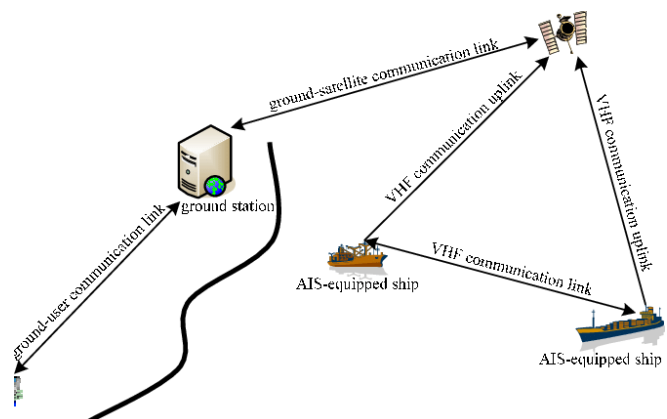 ground-satellite communication link
VHF communication uplink
VHF communication uplink
ground station
ground-user communication link
VHF communication link
AIS-equipped ship
AIS-equipped ship